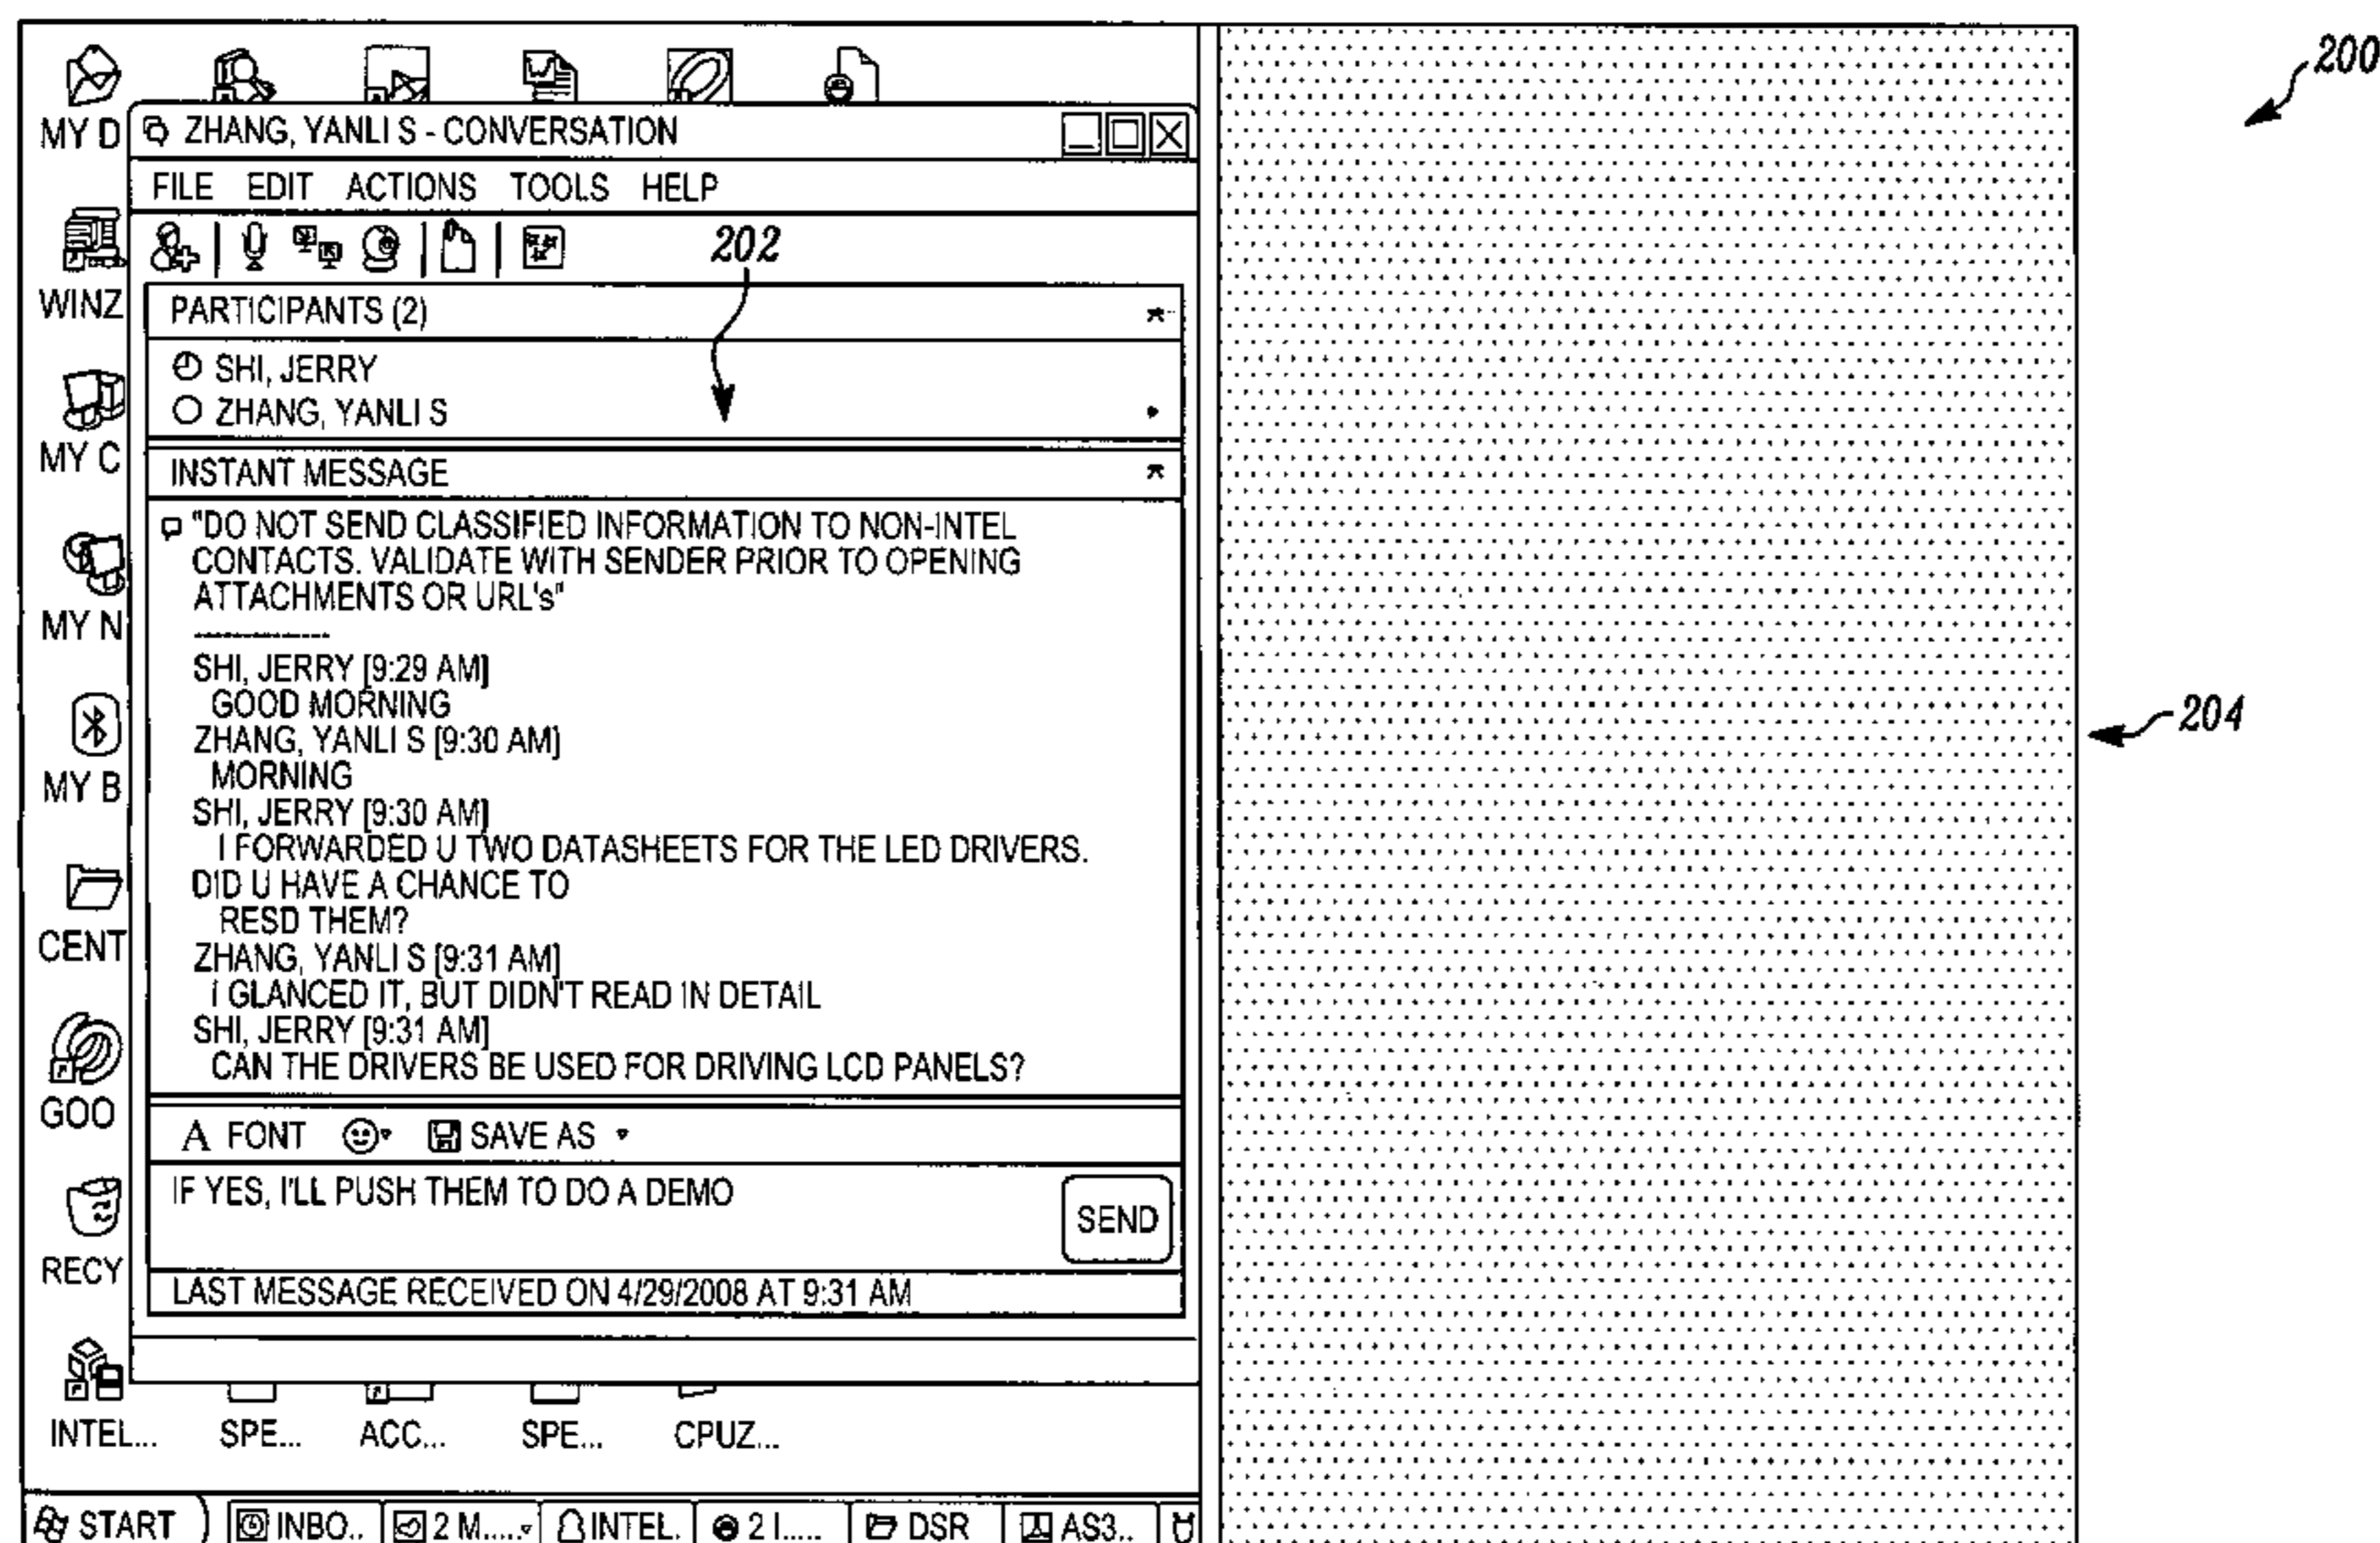 200
MY D
ZHANG, YANLI S - CONVERSATION
FILE EDIT ACTIONS TOOLS HELP
202
WINZ
PARTICIPANTS (2)
SHI, JERRY
ZHANG, YANLI S
MY C
INSTANT MESSAGE
"DO NOT SEND CLASSIFIED INFORMATION TO NON-INTEL
CONTACTS. VALIDATE WITH SENDER PRIOR TO OPENING
ATTACHMENTS OR URL's"
MY N
---------------
SHI, JERRY [9:29 AM]
GOOD MORNING
204
ZHANG, YANLI S [9:30 AM]
MORNING
MY B
SHI, JERRY [9:30 AM]
I FORWARDED U TWO DATASHEETS FOR THE LED DRIVERS.
DID U HAVE A CHANCE TO
RESD THEM?
CENT
ZHANG, YANLI S [9:31 AM]
I GLANCED IT, BUT DIDN'T READ IN DETAIL
SHI, JERRY [9:31 AM]
CAN THE DRIVERS BE USED FOR DRIVING LCD PANELS?
GOO
A FONT SAVE AS
IF YES, I'LL PUSH THEM TO DO A DEMO
SEND
RECY
LAST MESSAGE RECEIVED ON 4/29/2008 AT 9:31 AM
INTEL... SPE... ACC... SPE... CPUZ...
START INBO.. 2 M..... INTEL. 2 I..... DSR AS3..